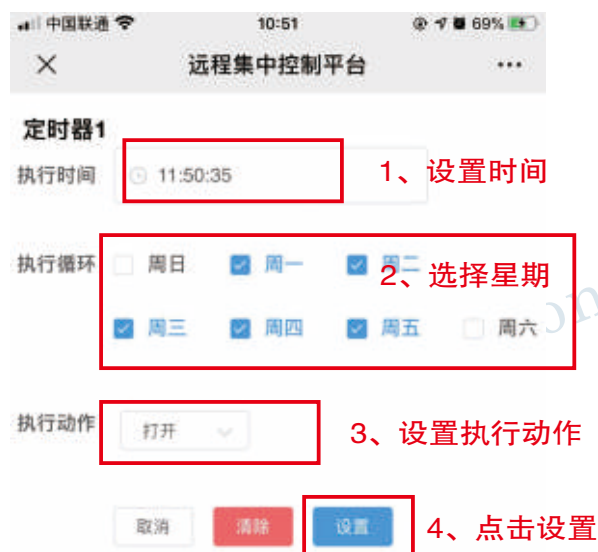 中国联通 10:51 69%
远程集中控制平台
定时器1
执行时间 11:50:35 1、设置时间
执行循环 周日 周一 周二 2、选择星期
周三 周四 周五 周六
执行动作 打开 3、设置执行动作
取消 清除 设置 4、点击设置